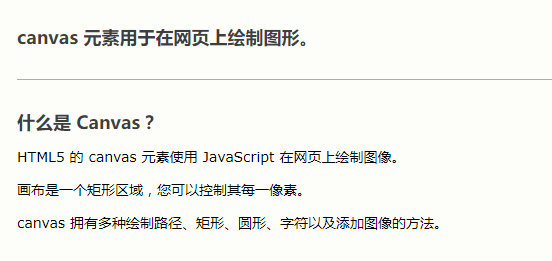 canvas 元素用于在网页上绘制图形。
什么是 Canvas？
HTML5 的 canvas 元素使用 JavaScript 在网页上绘制图像。
画布是一个矩形区域，您可以控制其每一像素。
canvas 拥有多种绘制路径、矩形、圆形、字符以及添加图像的方法。